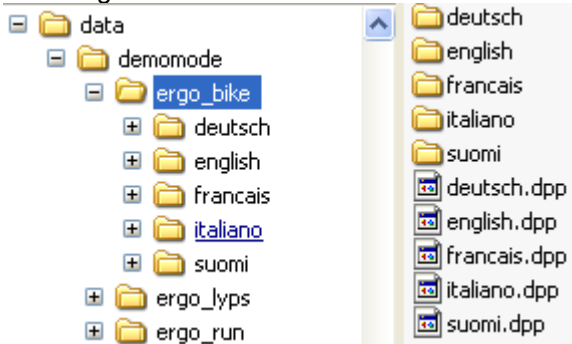 data
demomode
ergo_bike
deutsch
english
francais
italiano
suomi
ergo_lyps
ergo_run
deutsch
english
francais
italiano
suomi
deutsch.dpp
english.dpp
francais.dpp
italiano.dpp
suomi.dpp